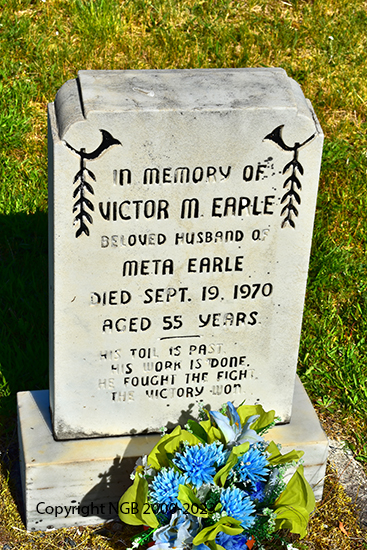 IN MEMORY OF
VICTOR M. EARLE
BELOVED HUSBAND OF
META EARLE
DIED SEPT. 19, 1970
AGED 55 YEARS.
HIS TOIL IS PAST
HIS WORK IS DONE,
HE FOUGHT THE FIGHT,
THE VICTORY WON
Copyright NGB 2000-2022